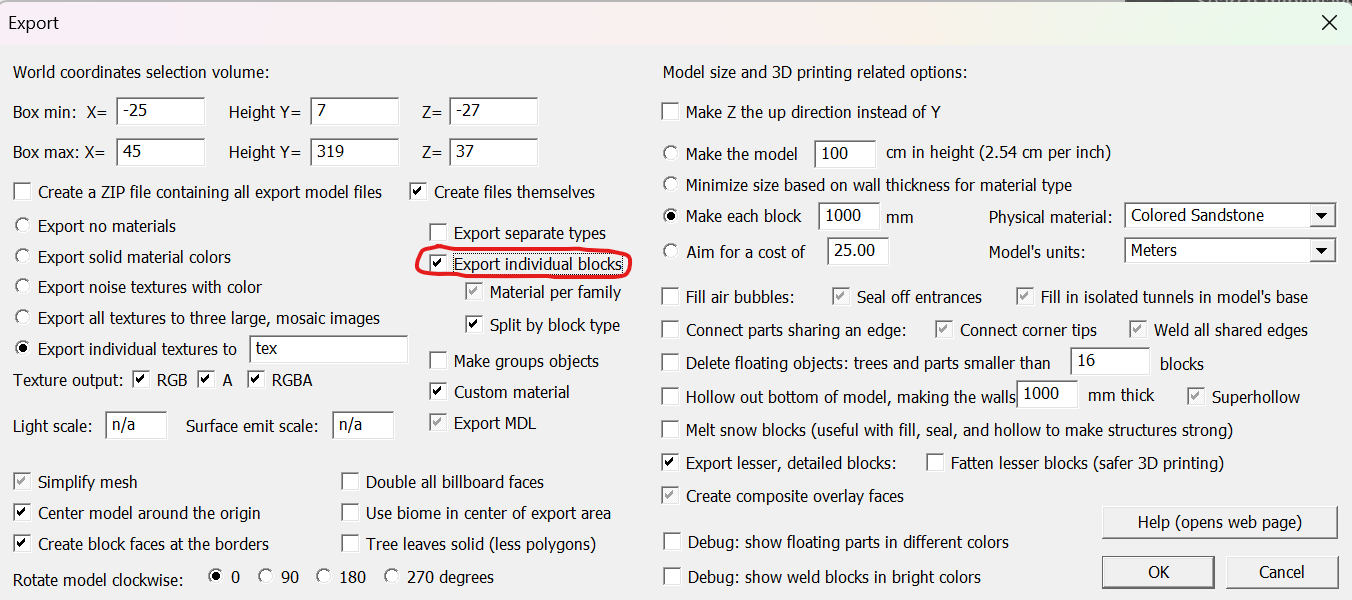 Export
World coordinates selection volume:
Box min: X= -25 Height Y= 7 Z= -27
Box max: X= 45 Height Y= 319 Z= 37
Create a ZIP file containing all export model files Create files themselves
Export no materials
Export separate types
Export solid material colors
Export individual blocks
Export noise textures with color
Material per family
Export all textures to three large, mosaic images
Split by block type
Export individual textures to tex
Make groups objects
Texture output: RGB A RGBA
Custom material
Light scale: n/a Surface emit scale: n/a
Export MDL
Simplify mesh Double all billboard faces
Center model around the origin Use biome in center of export area
Create block faces at the borders Tree leaves solid (less polygons)
Rotate model clockwise: 0 90 180 270 degrees
Model size and 3D printing related options:
Make Z the up direction instead of Y
Make the model 100 cm in height (2.54 cm per inch)
Minimize size based on wall thickness for material type
Make each block 1000 mm Physical material: Colored Sandstone
Aim for a cost of 25.00 Model's units: Meters
Fill air bubbles: Seal off entrances Fill in isolated tunnels in model's base
Connect parts sharing an edge: Connect corner tips Weld all shared edges
Delete floating objects: trees and parts smaller than 16 blocks
Hollow out bottom of model, making the walls 1000 mm thick Superhollow
Melt snow blocks (useful with fill, seal, and hollow to make structures strong)
Export lesser, detailed blocks: Fatten lesser blocks (safer 3D printing)
Create composite overlay faces
Help (opens web page)
Debug: show floating parts in different colors
Debug: show weld blocks in bright colors
OK Cancel